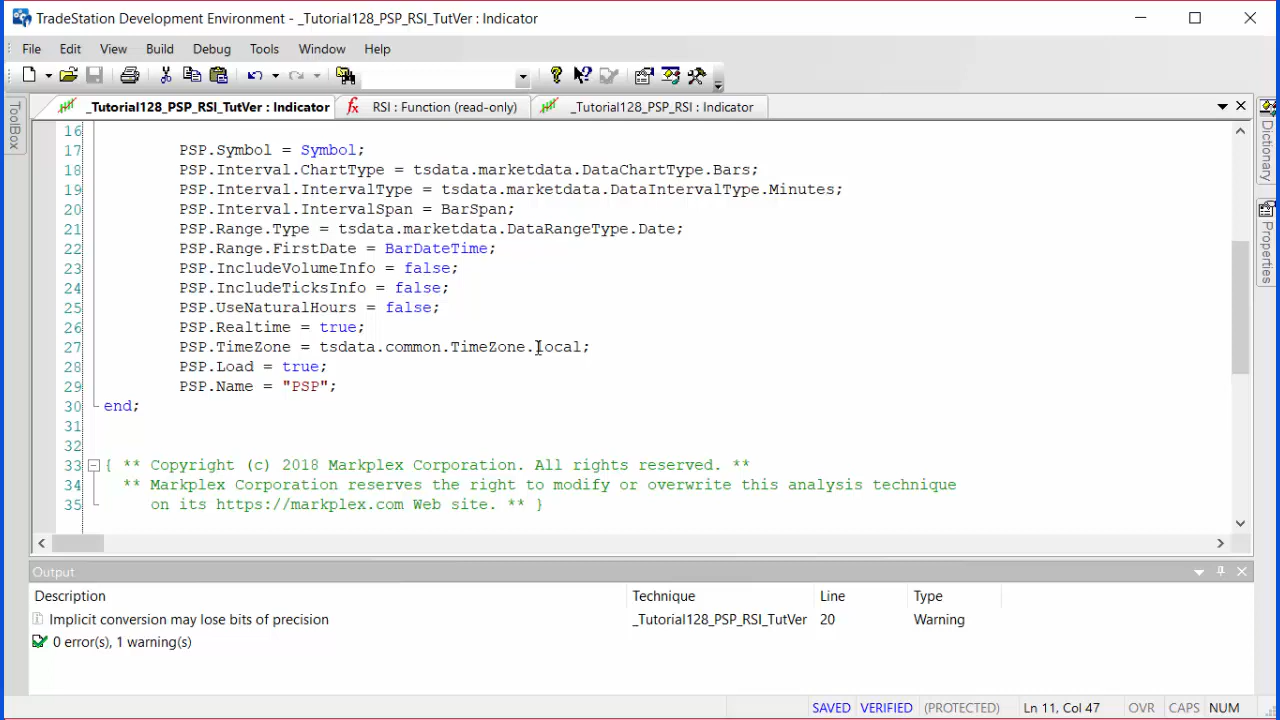 TradeStation Development Environment - _Tutorial128_PSP_RSI_TutVer : Indicator
File Edit View Build Debug Tools Window Help
ToolBox
_Tutorial128_PSP_RSI_TutVer : Indicator
RSI : Function (read-only)
_Tutorial128_PSP_RSI : Indicator
Dictionary
Properties
16
17 PSP.Symbol = Symbol;
18 PSP.Interval.ChartType = tsdata.marketdata.DataChartType.Bars;
19 PSP.Interval.IntervalType = tsdata.marketdata.DataIntervalType.Minutes;
20 PSP.Interval.IntervalSpan = BarSpan;
21 PSP.Range.Type = tsdata.marketdata.DataRangeType.Date;
22 PSP.Range.FirstDate = BarDateTime;
23 PSP.IncludeVolumeInfo = false;
24 PSP.IncludeTicksInfo = false;
25 PSP.UseNaturalHours = false;
26 PSP.Realtime = true;
27 PSP.TimeZone = tsdata.common.TimeZone.local;
28 PSP.Load = true;
29 PSP.Name = "PSP";
30 end;
31
32
33 { ** Copyright (c) 2018 Markplex Corporation. All rights reserved. **
34 ** Markplex Corporation reserves the right to modify or overwrite this analysis technique
35 on its https://markplex.com Web site. ** }
Output
Description Technique Line Type
Implicit conversion may lose bits of precision _Tutorial128_PSP_RSI_TutVer 20 Warning
0 error(s), 1 warning(s)
SAVED VERIFIED (PROTECTED) Ln 11, Col 47 OVR CAPS NUM